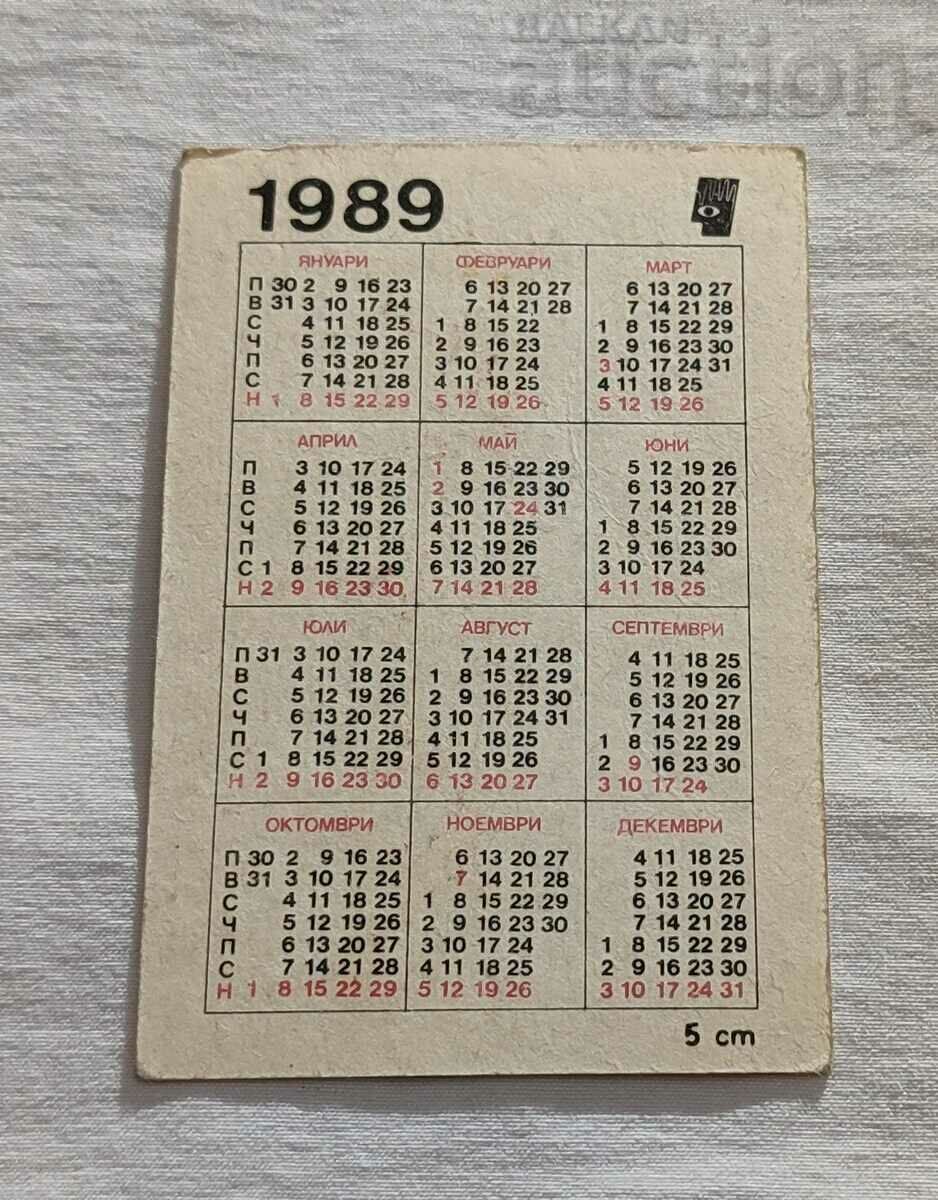 1989
ЯНУАРИ ФЕВРУАРИ МАРТ
П 30 2 9 16 23 6 13 20 27 6 13 20 27
В 31 3 10 17 24 7 14 21 28 7 14 21 28
С 4 11 18 25 1 8 15 22 1 8 15 22 29
Ч 5 12 19 26 2 9 16 23 2 9 16 23 30
П 6 13 20 27 3 10 17 24 3 10 17 24 31
С 7 14 21 28 4 11 18 25 4 11 18 25
Н 1 8 15 22 29 5 12 19 26 5 12 19 26
АПРИЛ МАЙ ЮНИ
П 3 10 17 24 1 8 15 22 29 5 12 19 26
В 4 11 18 25 2 9 16 23 30 6 13 20 27
С 5 12 19 26 3 10 17 24 31 7 14 21 28
Ч 6 13 20 27 4 11 18 25 1 8 15 22 29
П 7 14 21 28 5 12 19 26 2 9 16 23 30
С 1 8 15 22 29 6 13 20 27 3 10 17 24
Н 2 9 16 23 30 7 14 21 28 4 11 18 25
ЮЛИ АВГУСТ СЕПТЕМВРИ
П 31 3 10 17 24 7 14 21 28 4 11 18 25
В 4 11 18 25 1 8 15 22 29 5 12 19 26
С 5 12 19 26 2 9 16 23 30 6 13 20 27
Ч 6 13 20 27 3 10 17 24 31 7 14 21 28
П 7 14 21 28 4 11 18 25 1 8 15 22 29
С 1 8 15 22 29 5 12 19 26 2 9 16 23 30
Н 2 9 16 23 30 6 13 20 27 3 10 17 24
ОКТОМВРИ НОЕМВРИ ДЕКЕМВРИ
П 30 2 9 16 23 6 13 20 27 4 11 18 25
В 31 3 10 17 24 7 14 21 28 5 12 19 26
С 4 11 18 25 1 8 15 22 29 6 13 20 27
Ч 5 12 19 26 2 9 16 23 30 7 14 21 28
П 6 13 20 27 3 10 17 24 1 8 15 22 29
С 7 14 21 28 4 11 18 25 2 9 16 23 30
Н 1 8 15 22 29 5 12 19 26 3 10 17 24 31
5 cm